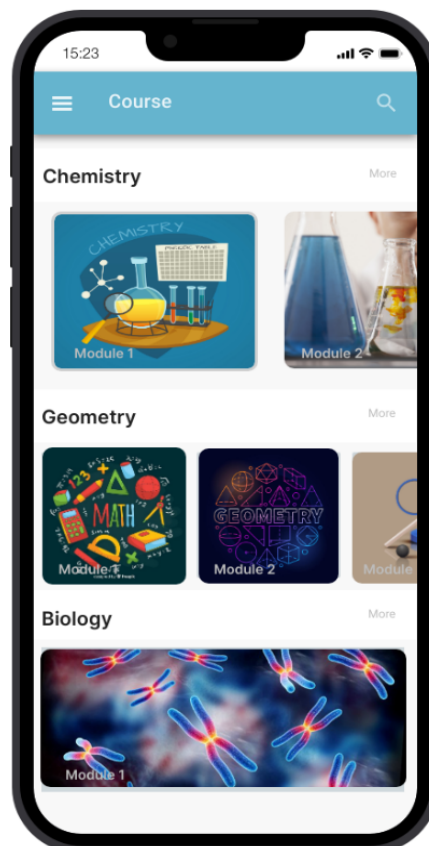 15:23
Course
Chemistry
More
CHEMISTRY
PERIODIC TABLE
Module 1
Module 2
Geometry
More
123
MATH
Module 1
GEOMETRY
Module 2
Module
Biology
More
Module 1